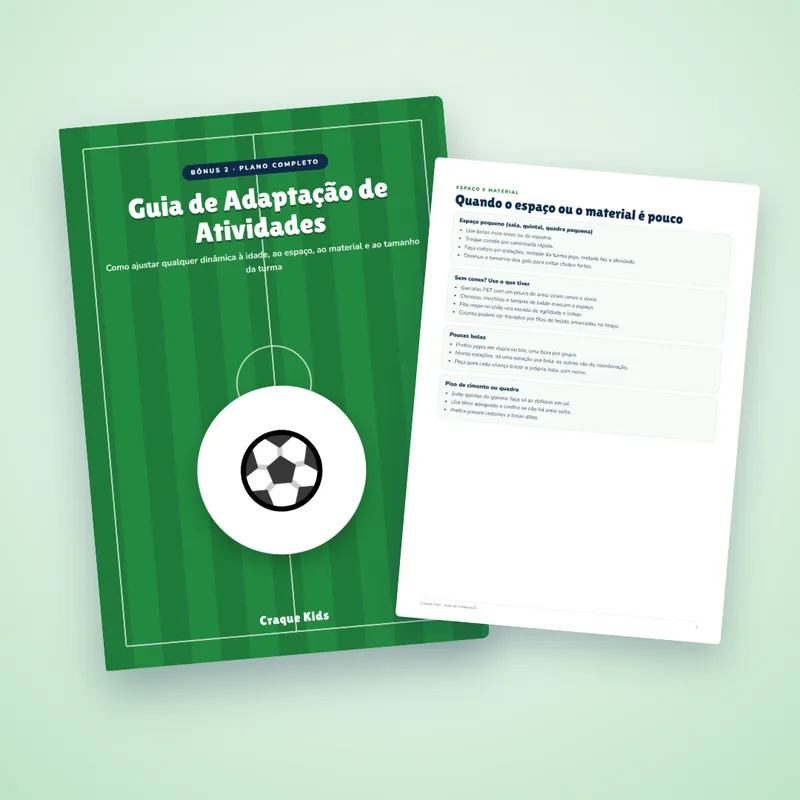 BÔNUS 2 · PLANO COMPLETO
Guia de Adaptação de
Atividades
Como ajustar qualquer dinâmica à idade, ao espaço, ao material e ao tamanho
da turma
Craque Kids
ESPAÇO E MATERIAL
Quando o espaço ou o material é pouco
Espaço pequeno (sala, quintal, quadra pequena)
• Use bolas mais leves ou de espuma.
• Troque corrida por caminhada rápida.
• Faça rodízio em estações: metade da turma joga, metade faz a atividade.
• Diminua o tamanho dos gols para evitar chutes fortes.
Sem cones? Use o que tiver
• Garrafas PET com um pouco de areia viram cones e alvos.
• Chinelos, mochilas e tampas de balde marcam o espaço.
• Fita crepe no chão vira escada de agilidade e linhas.
• Coletes podem ser trocados por fitas de tecido amarradas no braço.
Poucas bolas
• Prefira jogos em dupla ou trio, uma bola por grupo.
• Monte estações: só uma estação usa bola, as outras são de coordenação.
• Peça para cada criança trazer a própria bola, com nome.
Piso de cimento ou quadra
• Evite quedas do goleiro: faça só as defesas em pé.
• Use tênis adequado e confira se não há areia solta.
• Prefira passes rasteiros a bolas altas.
Craque Kids · Guia de Adaptação